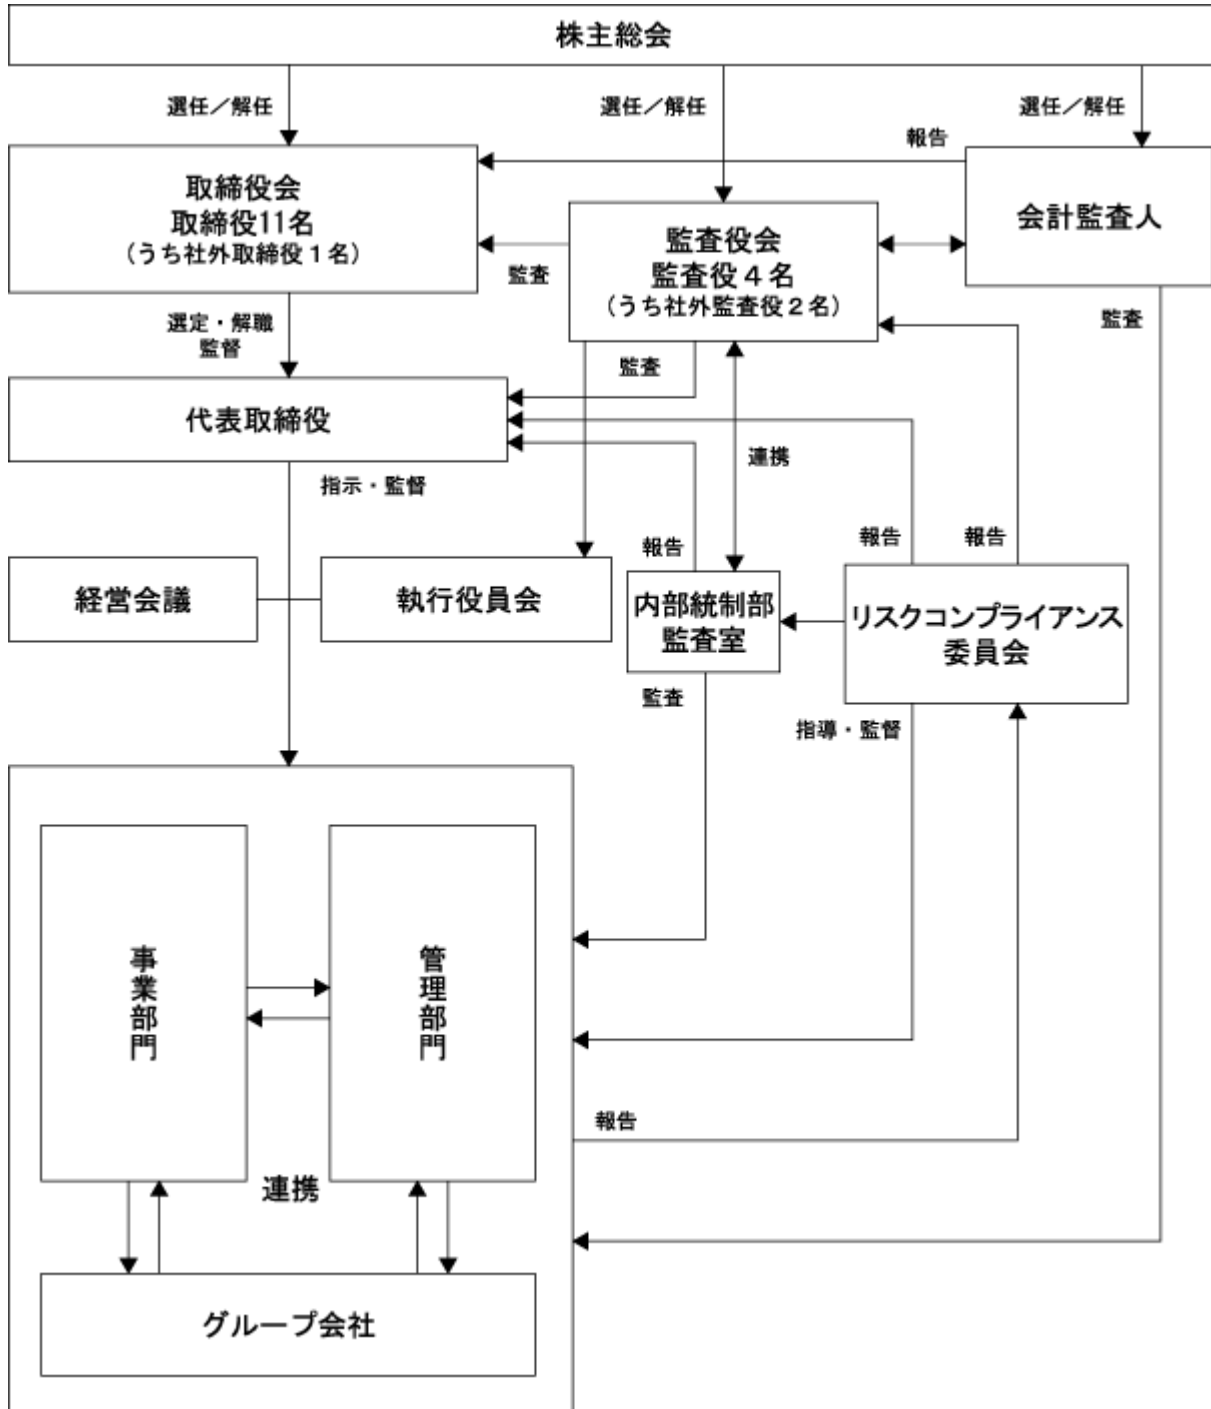 株主総会
選任／解任
選任／解任
選任／解任
報告
取締役会
取締役11名
（うち社外取締役１名）
監査役会
監査役４名
（うち社外監査役２名）
会計監査人
監査
選定・解職
監督
監査
監査
代表取締役
連携
指示・監督
報告
報告
報告
経営会議
執行役員会
内部統制部
監査室
リスクコンプライアンス
委員会
監査
指導・監督
事業部門
管理部門
報告
連携
グループ会社